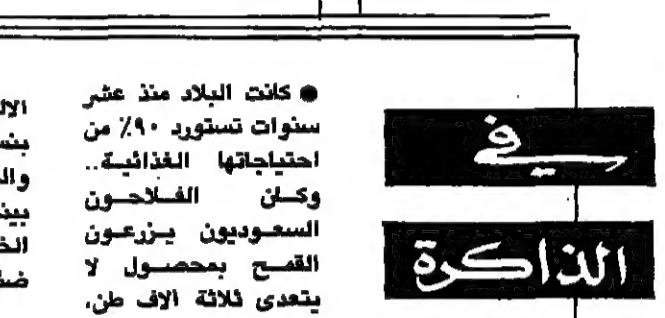 في
الذاكرة
● كانت البلاد منذ عشر
سنوات تستورد ٩٠٪ من
احتياجاتها الغذائية..
وكان الفلاحون
السعوديون يزرعون
القمح بمحصول لا
يتعدى ثلاثة الاف طن،